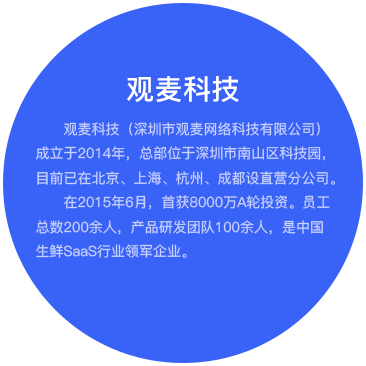 观麦科技
观麦科技（深圳市观麦网络科技有限公司）
成立于2014年，总部位于深圳市南山区科技园，
目前已在北京、上海、杭州、成都设直营分公司。
在2015年6月，首获8000万A轮投资。员工
总数200余人，产品研发团队100余人，是中国
生鲜SaaS行业领军企业。